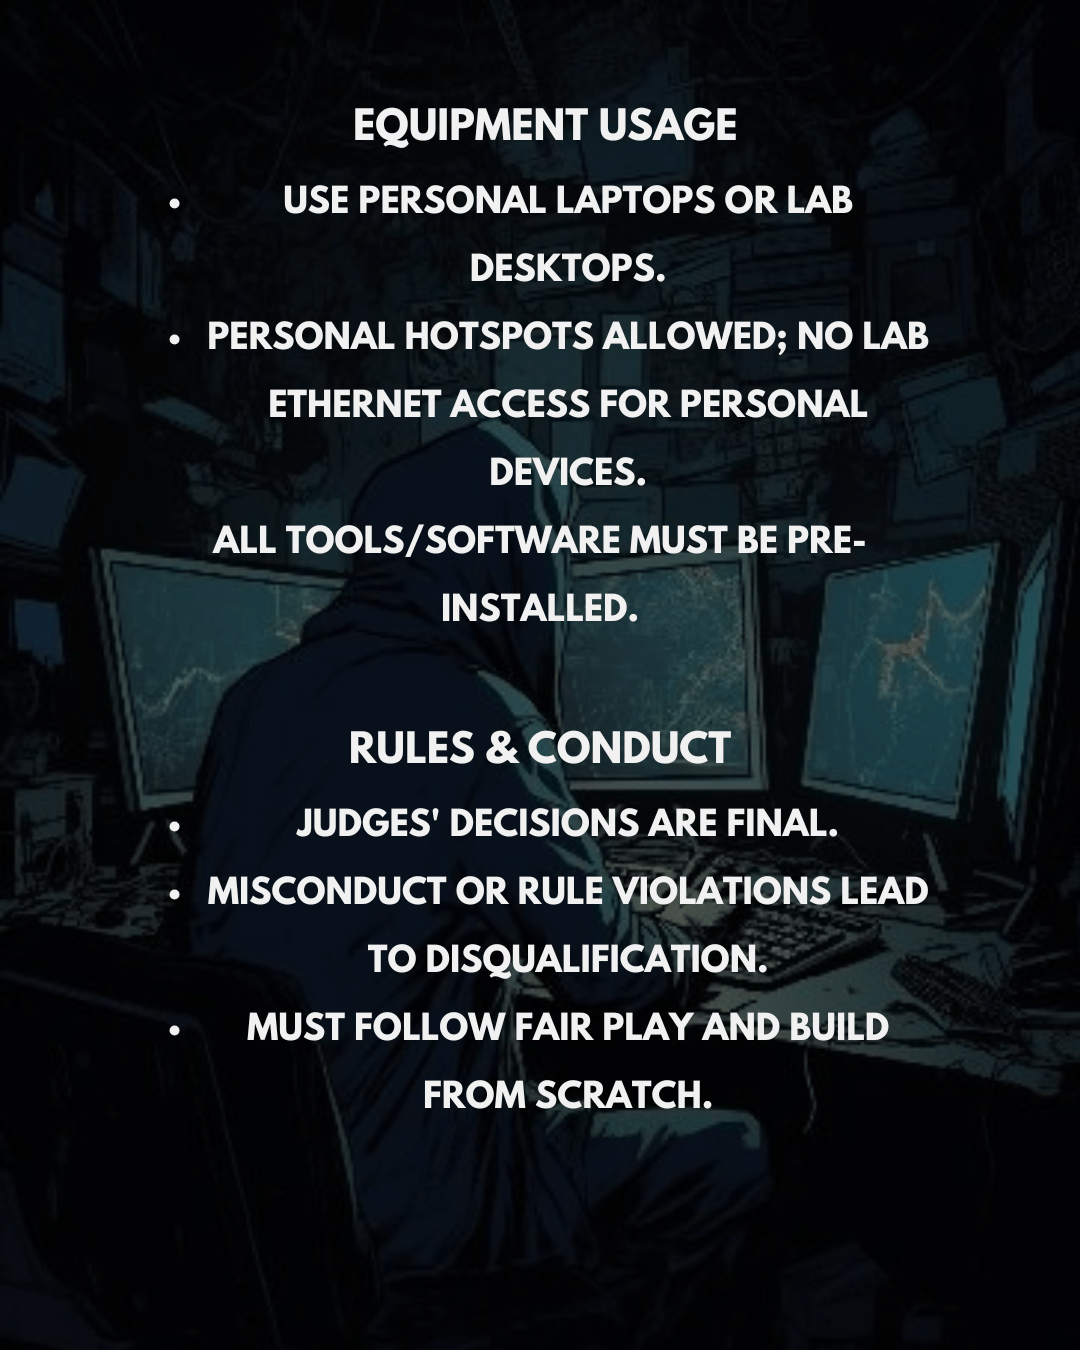 EQUIPMENT USAGE
• USE PERSONAL LAPTOPS OR LAB
DESKTOPS.
• PERSONAL HOTSPOTS ALLOWED; NO LAB
ETHERNET ACCESS FOR PERSONAL
DEVICES.
ALL TOOLS/SOFTWARE MUST BE PRE-
INSTALLED.
RULES & CONDUCT
• JUDGES' DECISIONS ARE FINAL.
• MISCONDUCT OR RULE VIOLATIONS LEAD
TO DISQUALIFICATION.
• MUST FOLLOW FAIR PLAY AND BUILD
FROM SCRATCH.